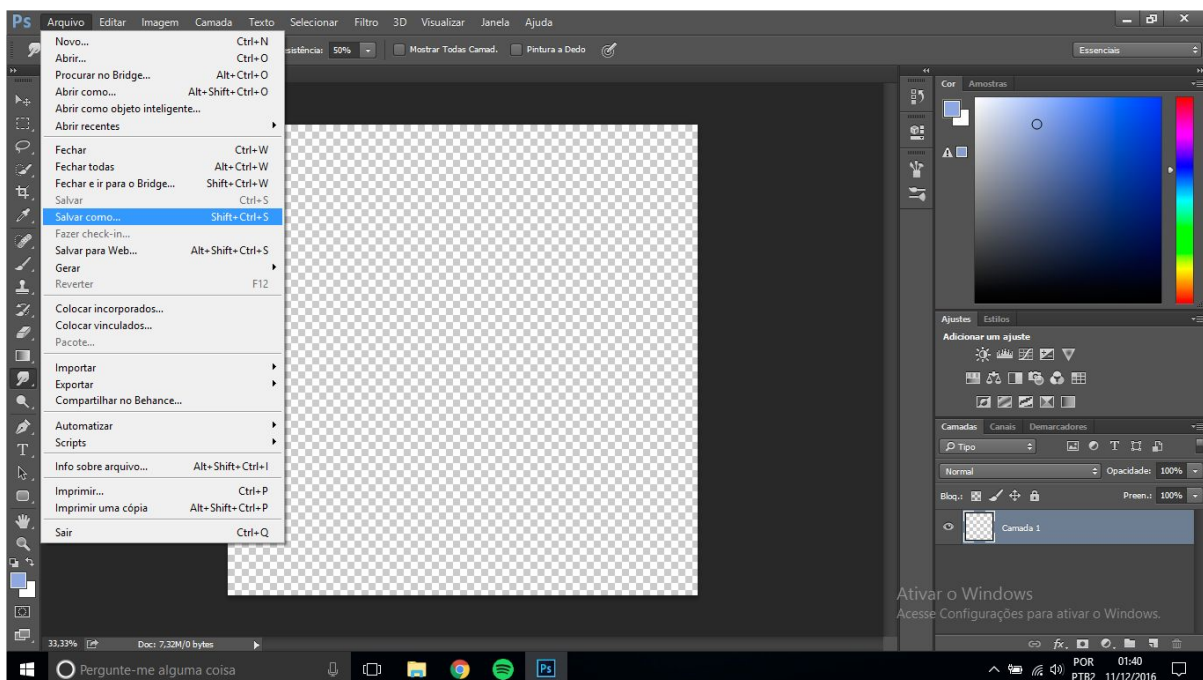 Ps Arquivo Editar Imagem Camada Texto Selecionar Filtro 3D Visualizar Janela Ajuda
sistência: 50% Mostrar Todas Camad. Pintura a Dedo Essenciais
Novo... Ctrl+N
Abrir... Ctrl+O
Procurar no Bridge... Alt+Ctrl+O
Abrir como... Alt+Shift+Ctrl+O
Abrir como objeto inteligente...
Abrir recentes
Fechar Ctrl+W
Fechar todas Alt+Ctrl+W
Fechar e ir para o Bridge... Shift+Ctrl+W
Salvar Ctrl+S
Salvar como... Shift+Ctrl+S
Fazer check-in...
Salvar para Web... Alt+Shift+Ctrl+S
Gerar
Reverter F12
Colocar incorporados...
Colocar vinculados...
Pacote...
Importar
Exportar
Compartilhar no Behance...
Automatizar
Scripts
Info sobre arquivo... Alt+Shift+Ctrl+I
Imprimir... Ctrl+P
Imprimir uma cópia Alt+Shift+Ctrl+P
Sair Ctrl+Q
Cor Amostras
Ajustes Estilos
Adicionar um ajuste
Camadas Canais Demarcadores
Tipo
Normal Opacidade: 100%
Bloq.: Preen.: 100%
Camada 1
Ativar o Windows
Acesse Configurações para ativar o Windows.
33,33% Doc: 7,32M/0 bytes
fx
Pergunte-me alguma coisa
Ps
POR 01:40
PTB2 11/12/2016